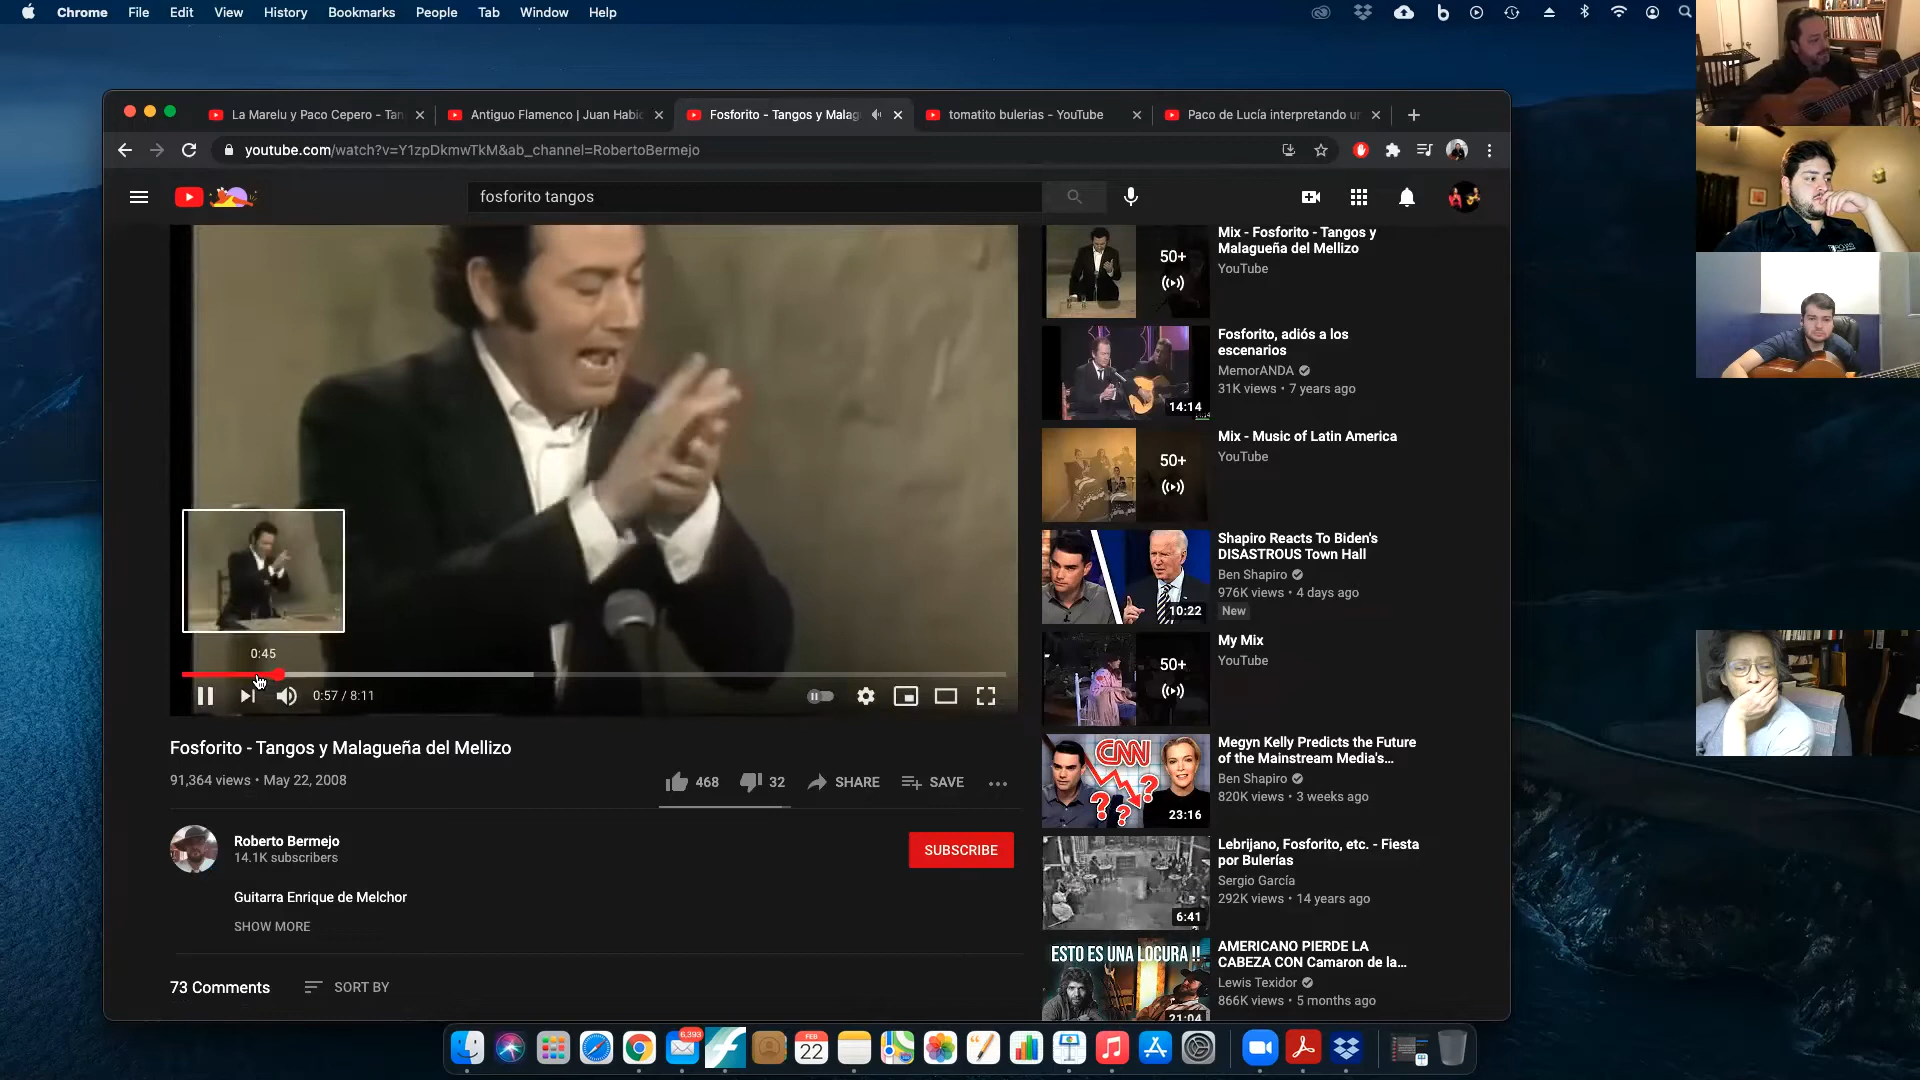 Chrome File Edit View History Bookmarks People Tab Window Help
La Marelu y Paco Cepero - Tan
Antiguo Flamenco | Juan Habic
Fosforito - Tangos y Malag
tomatito bulerias - YouTube
Paco de Lucía interpretando un
youtube.com/watch?v=Y1zpDkmwTkM&ab_channel=RobertoBermejo
fosforito tangos
0:45
0:57 / 8:11
Fosforito - Tangos y Malagueña del Mellizo
91,364 views • May 22, 2008
468
32
SHARE
SAVE
Roberto Bermejo
14.1K subscribers
SUBSCRIBE
Guitarra Enrique de Melchor
SHOW MORE
73 Comments
SORT BY
50+
Mix - Fosforito - Tangos y
Malagueña del Mellizo
YouTube
14:14
Fosforito, adiós a los
escenarios
MemorANDA
31K views • 7 years ago
50+
Mix - Music of Latin America
YouTube
10:22
Shapiro Reacts To Biden's
DISASTROUS Town Hall
Ben Shapiro
976K views • 4 days ago
New
50+
My Mix
YouTube
CNN
23:16
Megyn Kelly Predicts the Future
of the Mainstream Media's...
Ben Shapiro
820K views • 3 weeks ago
6:41
Lebrijano, Fosforito, etc. - Fiesta
por Bulerías
Sergio García
292K views • 14 years ago
ESTO ES UNA LOCURA !!
21:04
AMERICANO PIERDE LA
CABEZA CON Camaron de la...
Lewis Texidor
866K views • 5 months ago
6,393
FEB
22